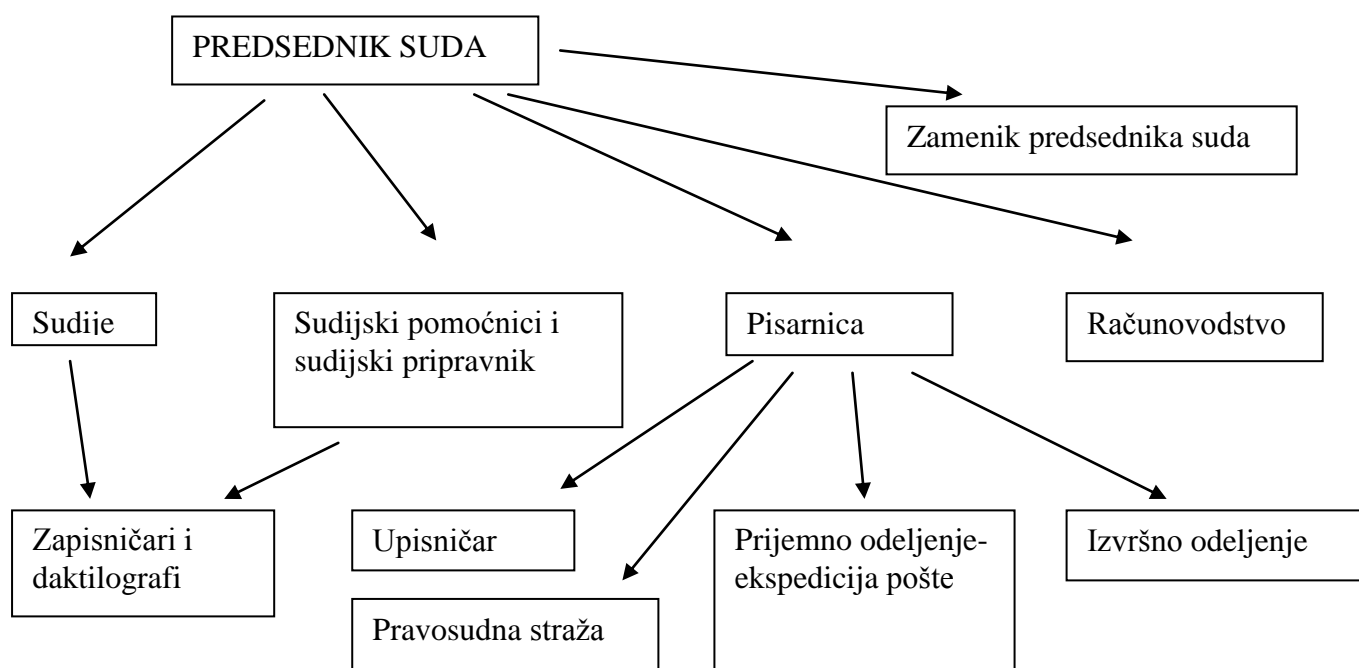 PREDSEDNIK SUDA
Zamenik predsednika suda
Sudije
Sudijski pomoćnici i
sudijski pripravnik
Pisarnica
Računovodstvo
Zapisničari i
daktilografi
Upisničar
Prijemno odeljenje-
ekspedicija pošte
Izvršno odeljenje
Pravosudna straža